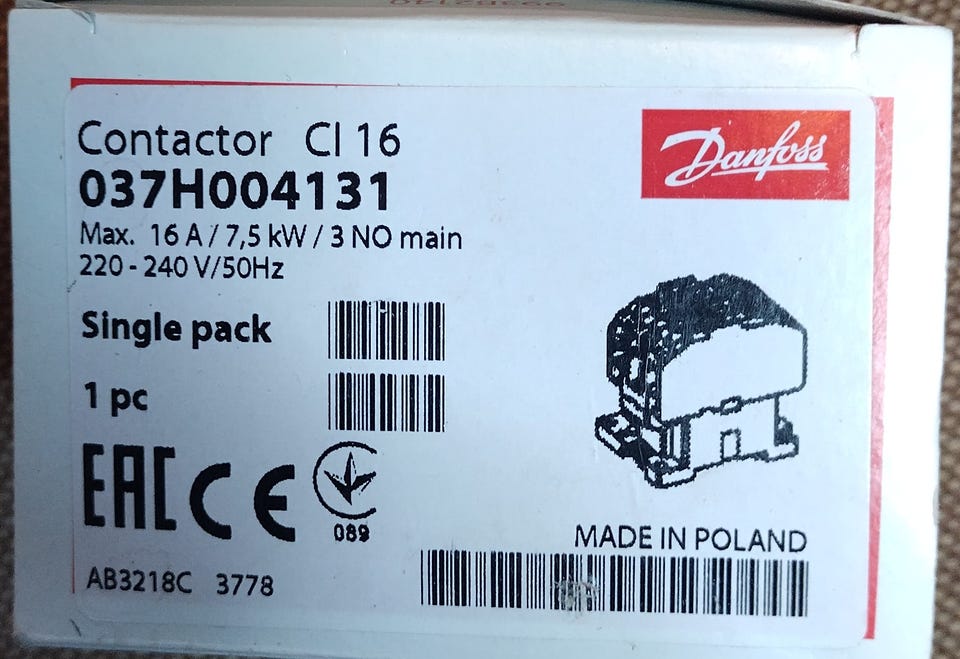 Contactor CI 16
037H004131
Max. 16 A / 7,5 kW / 3 NO main
220 - 240 V/50Hz
Danfoss
Single pack
1 pc
EAC CE
089
MADE IN POLAND
AB3218C 3778